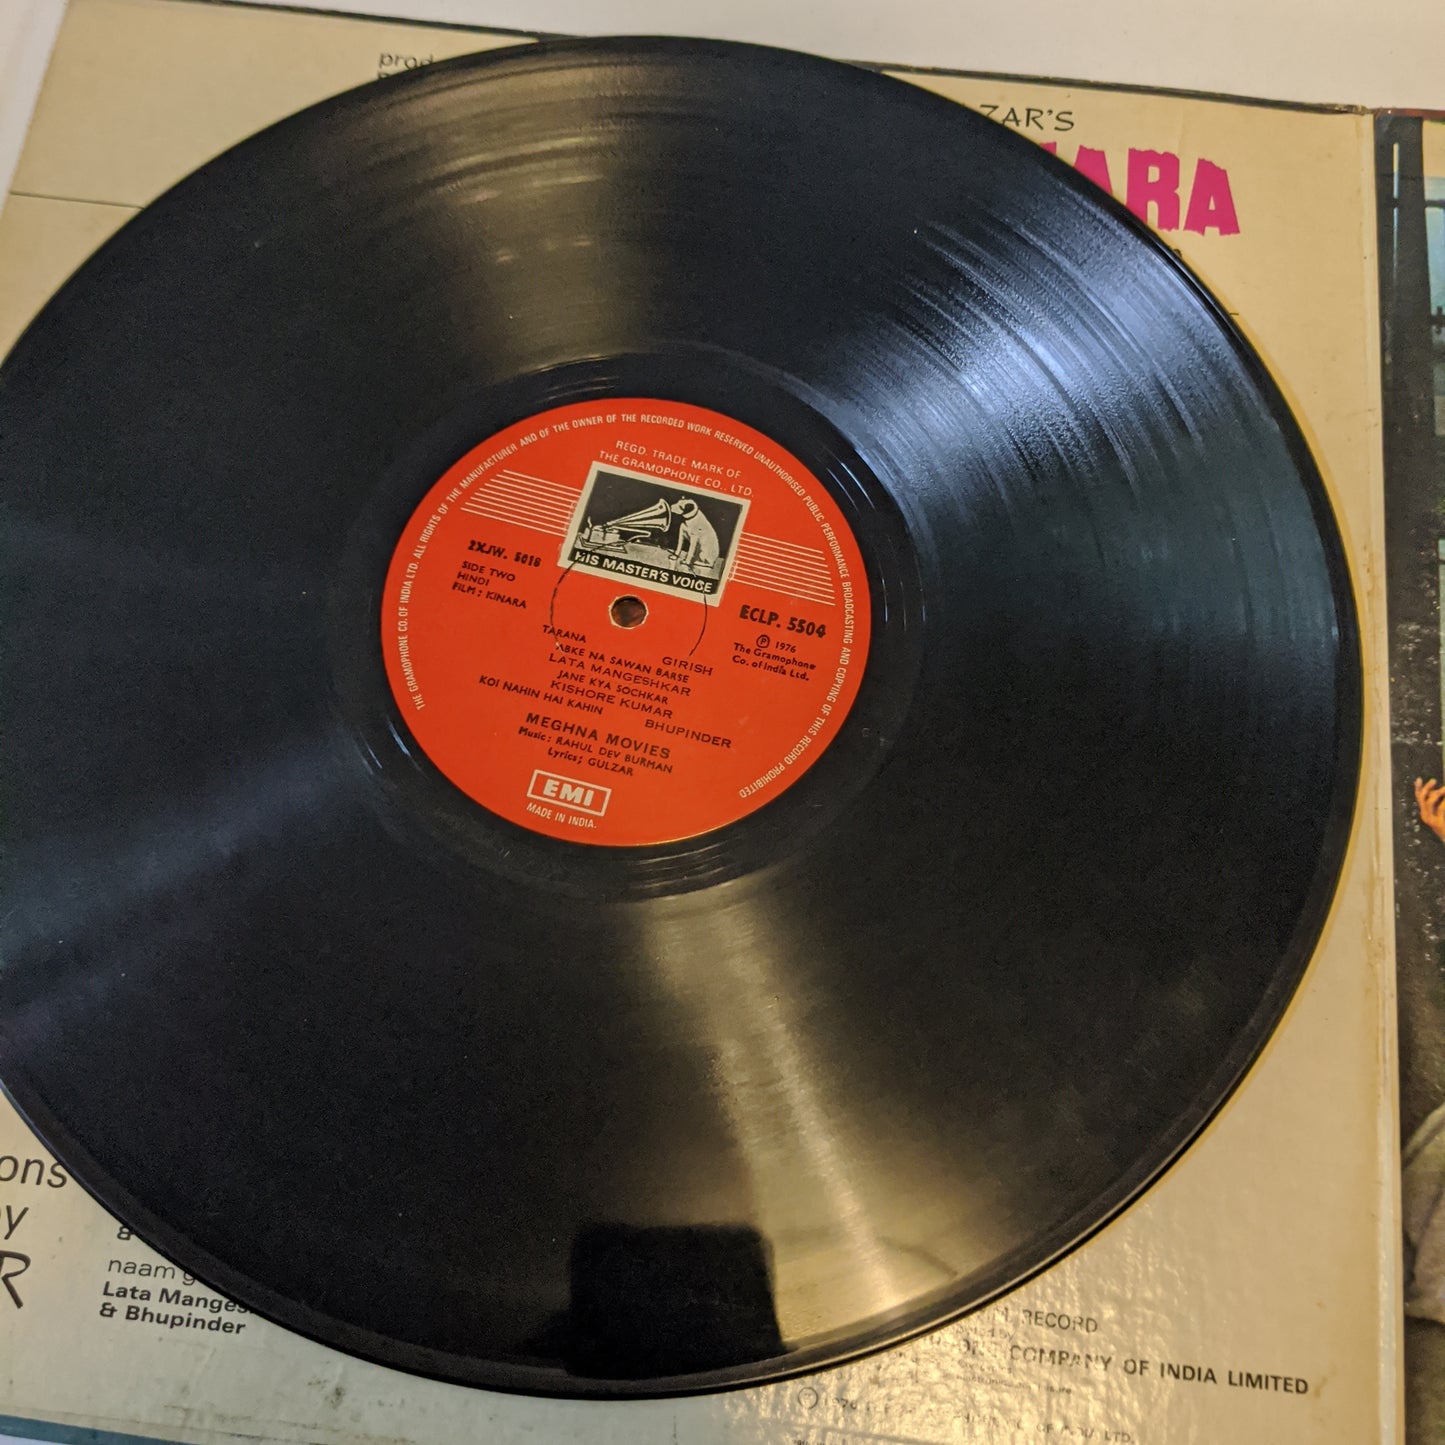 prod
ZAR'S
ARA
THE GRAMOPHONE CO. OF INDIA LTD. ALL RIGHTS OF THE MANUFACTURER AND OF THE OWNER OF THE RECORDED WORK RESERVED UNAUTHORISED PUBLIC PERFORMANCE BROADCASTING AND COPYING OF THIS RECORD PROHIBITED
REGD. TRADE MARK OF
THE GRAMOPHONE CO., LTD.
HIS MASTER'S VOICE
2XJW. 5018
SIDE TWO
HINDI
FILM : KINARA
ECLP. 5504
℗ 1976
The Gramophone
Co. of India Ltd.
TARANA
GIRISH
ABKE NA SAWAN BARSE
LATA MANGESHKAR
JANE KYA SOCHKAR
KISHORE KUMAR
KOI NAHIN HAI KAHIN
BHUPINDER
MEGHNA MOVIES
Music : RAHUL DEV BURMAN
Lyrics ; GULZAR
EMI
MADE IN INDIA.
ons
by
R
&
naam g
Lata Manges
& Bhupinder
RECORD
COMPANY OF INDIA LIMITED
℗ 1976